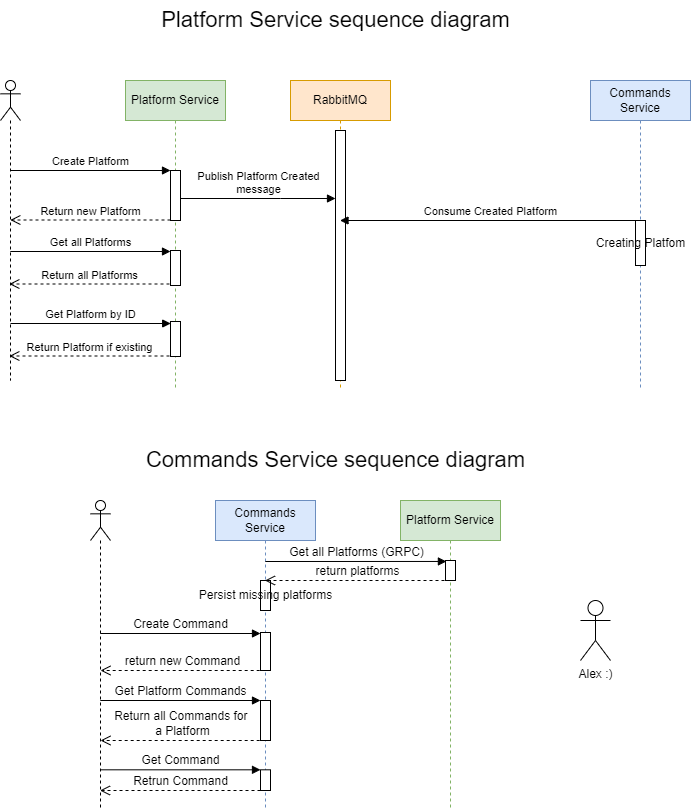 Platform Service sequence diagram
Platform Service
RabbitMQ
Commands
Service
Create Platform
Publish Platform Created
message
Return new Platform
Consume Created Platform
Get all Platforms
Creating Platfom
Return all Platforms
Get Platform by ID
Return Platform if existing
Commands Service sequence diagram
Commands
Service
Platform Service
Get all Platforms (GRPC)
return platforms
Persist missing platforms
Create Command
return new Command
Alex :)
Get Platform Commands
Return all Commands for
a Platform
Get Command
Retrun Command